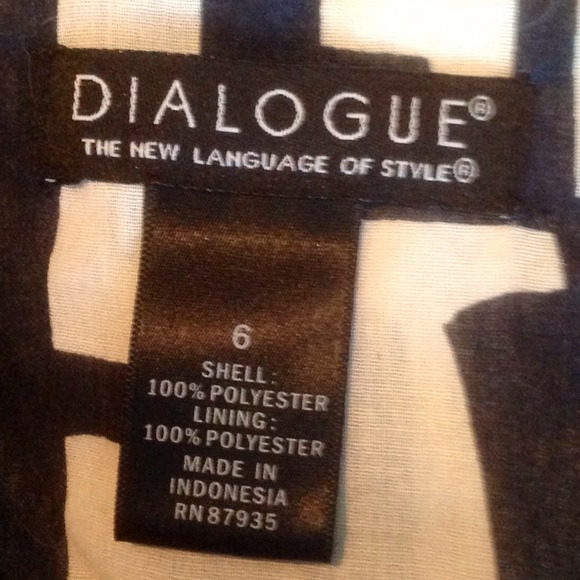 DIALOGUE®
THE NEW LANGUAGE OF STYLE®
6
SHELL:
100% POLYESTER
LINING:
100% POLYESTER
MADE IN
INDONESIA
RN 87935